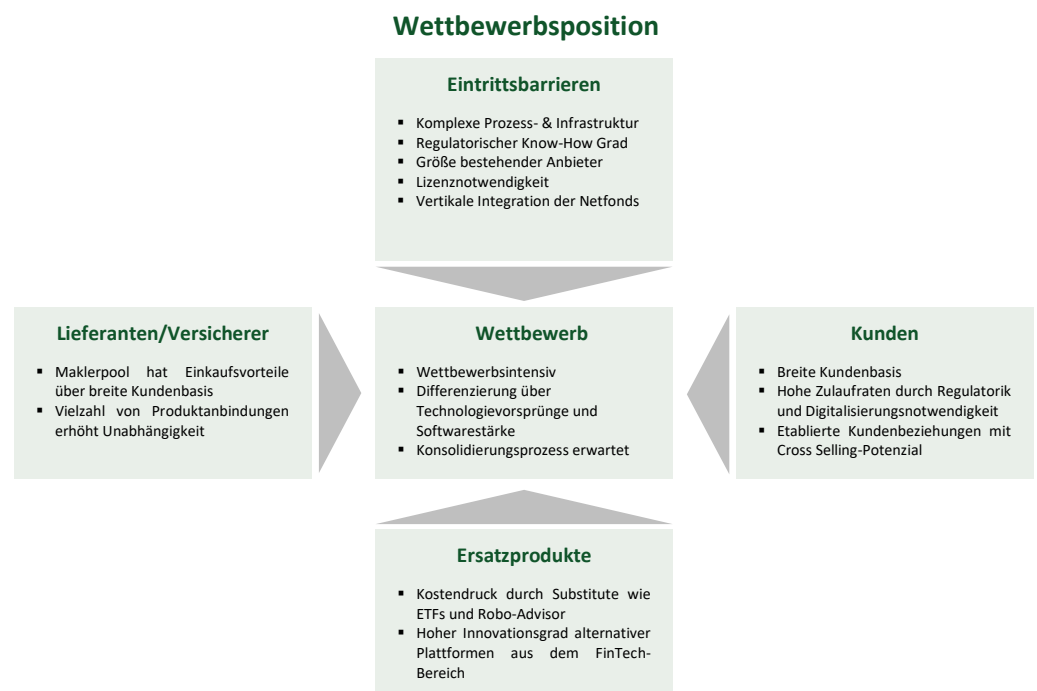 Wettbewerbsposition
Eintrittsbarrieren
▪ Komplexe Prozess- & Infrastruktur
▪ Regulatorischer Know-How Grad
▪ Größe bestehender Anbieter
▪ Lizenznotwendigkeit
▪ Vertikale Integration der Netfonds
Lieferanten/Versicherer
▪ Maklerpool hat Einkaufsvorteile
über breite Kundenbasis
▪ Vielzahl von Produktanbindungen
erhöht Unabhängigkeit
Wettbewerb
▪ Wettbewerbsintensiv
▪ Differenzierung über
Technologievorsprünge und
Softwarestärke
▪ Konsolidierungsprozess erwartet
Kunden
▪ Breite Kundenbasis
▪ Hohe Zulaufraten durch Regulatorik
und Digitalisierungsnotwendigkeit
▪ Etablierte Kundenbeziehungen mit
Cross Selling-Potenzial
Ersatzprodukte
▪ Kostendruck durch Substitute wie
ETFs und Robo-Advisor
▪ Hoher Innovationsgrad alternativer
Plattformen aus dem FinTech-
Bereich